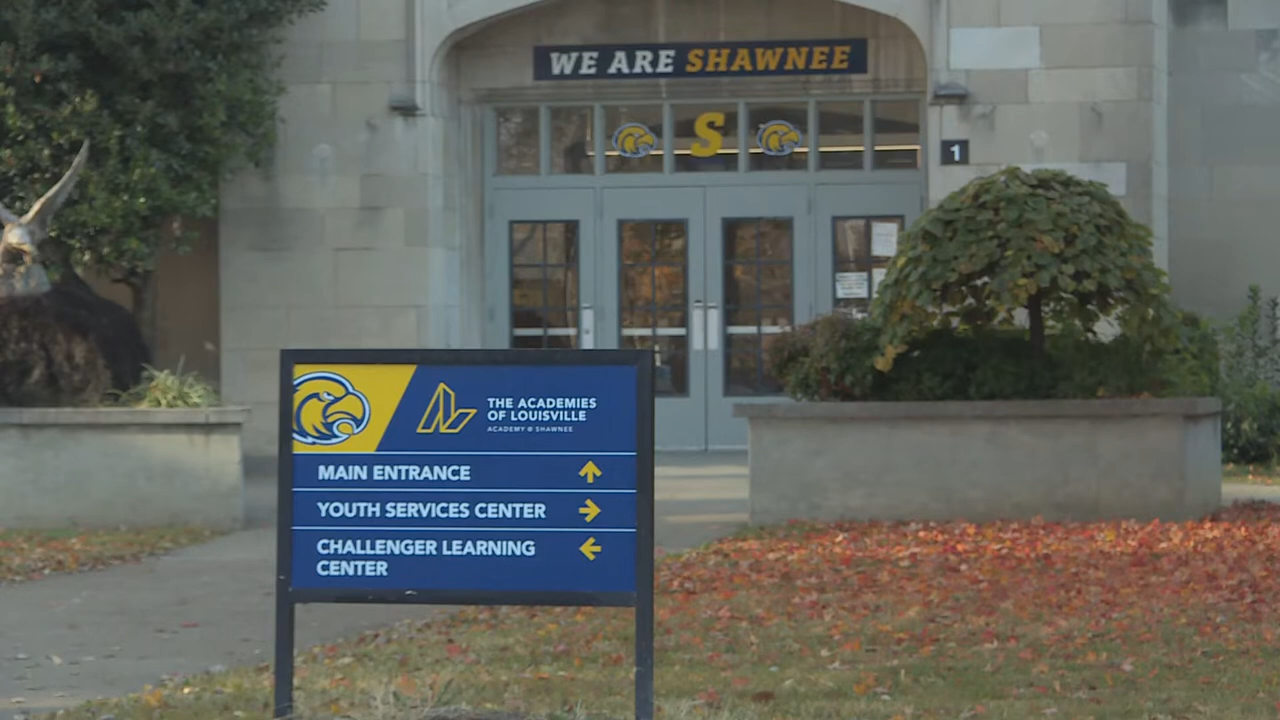 WE ARE SHAWNEE
S
1
THE ACADEMIES
OF LOUISVILLE
ACADEMY @ SHAWNEE
MAIN ENTRANCE
YOUTH SERVICES CENTER
CHALLENGER LEARNING
CENTER